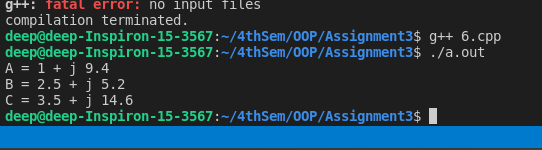 g++: fatal error: no input files
compilation terminated.
deep@deep-Inspiron-15-3567:~/4thSem/OOP/Assignment3$ g++ 6.cpp
deep@deep-Inspiron-15-3567:~/4thSem/OOP/Assignment3$ ./a.out
A = 1 + j 9.4
B = 2.5 + j 5.2
C = 3.5 + j 14.6
deep@deep-Inspiron-15-3567:~/4thSem/OOP/Assignment3$